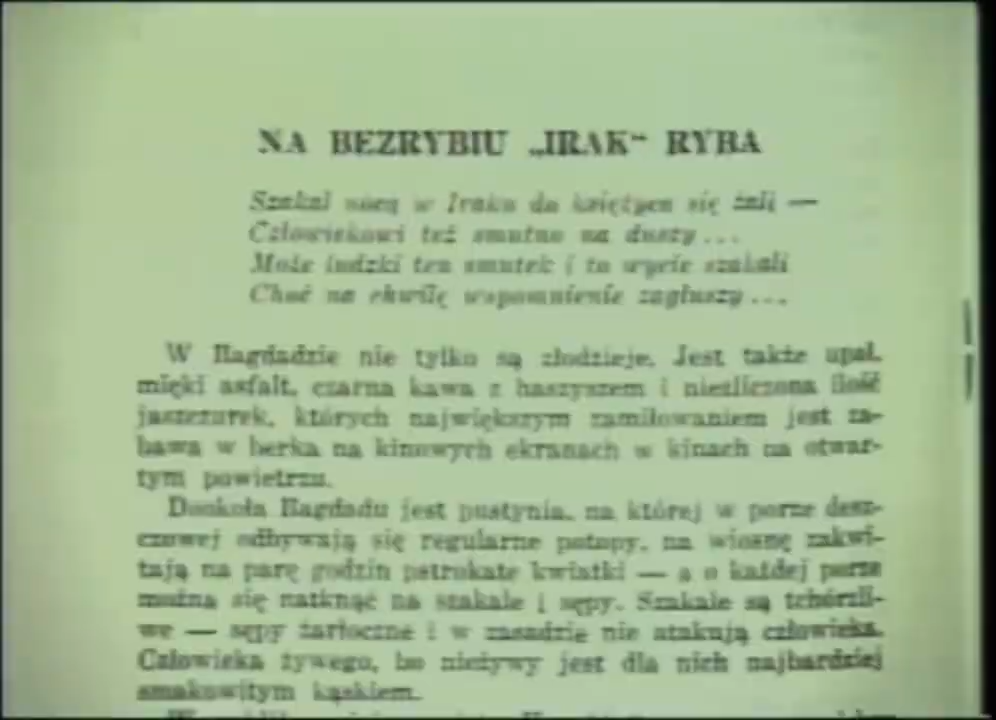 NA BEZRYBIU „IRAK“ RYBA
Szakal nocą w Iraku do księżyca się żali —
Człowiekowi też smutno na duszy...
Może ludzki ten smutek i to wycie szakali
Choć na chwilę wspomnienie zagłuszy...
W Bagdadzie nie tylko są złodzieje. Jest także upał,
mięki asfalt, czarna kawa z haszyszem i niezliczona ilość
jaszczurek, których największym zamiłowaniem jest za-
bawa w berka na kinowych ekranach w kinach na otwar-
tym powietrzu.
Dookoła Bagdadu jest pustynia, na której w porze desz-
czowej odbywają się regularne potopy, na wiosnę zakwi-
tają na parę godzin pstrokate kwiatki — a o każdej porze
można się natknąć na szakale i sępy. Szakale są tchórzli-
we — sępy żarłoczne i w zasadzie nie atakują człowieka.
Człowieka żywego, bo nieżywy jest dla nich najbardziej
smakowitym kąskiem.